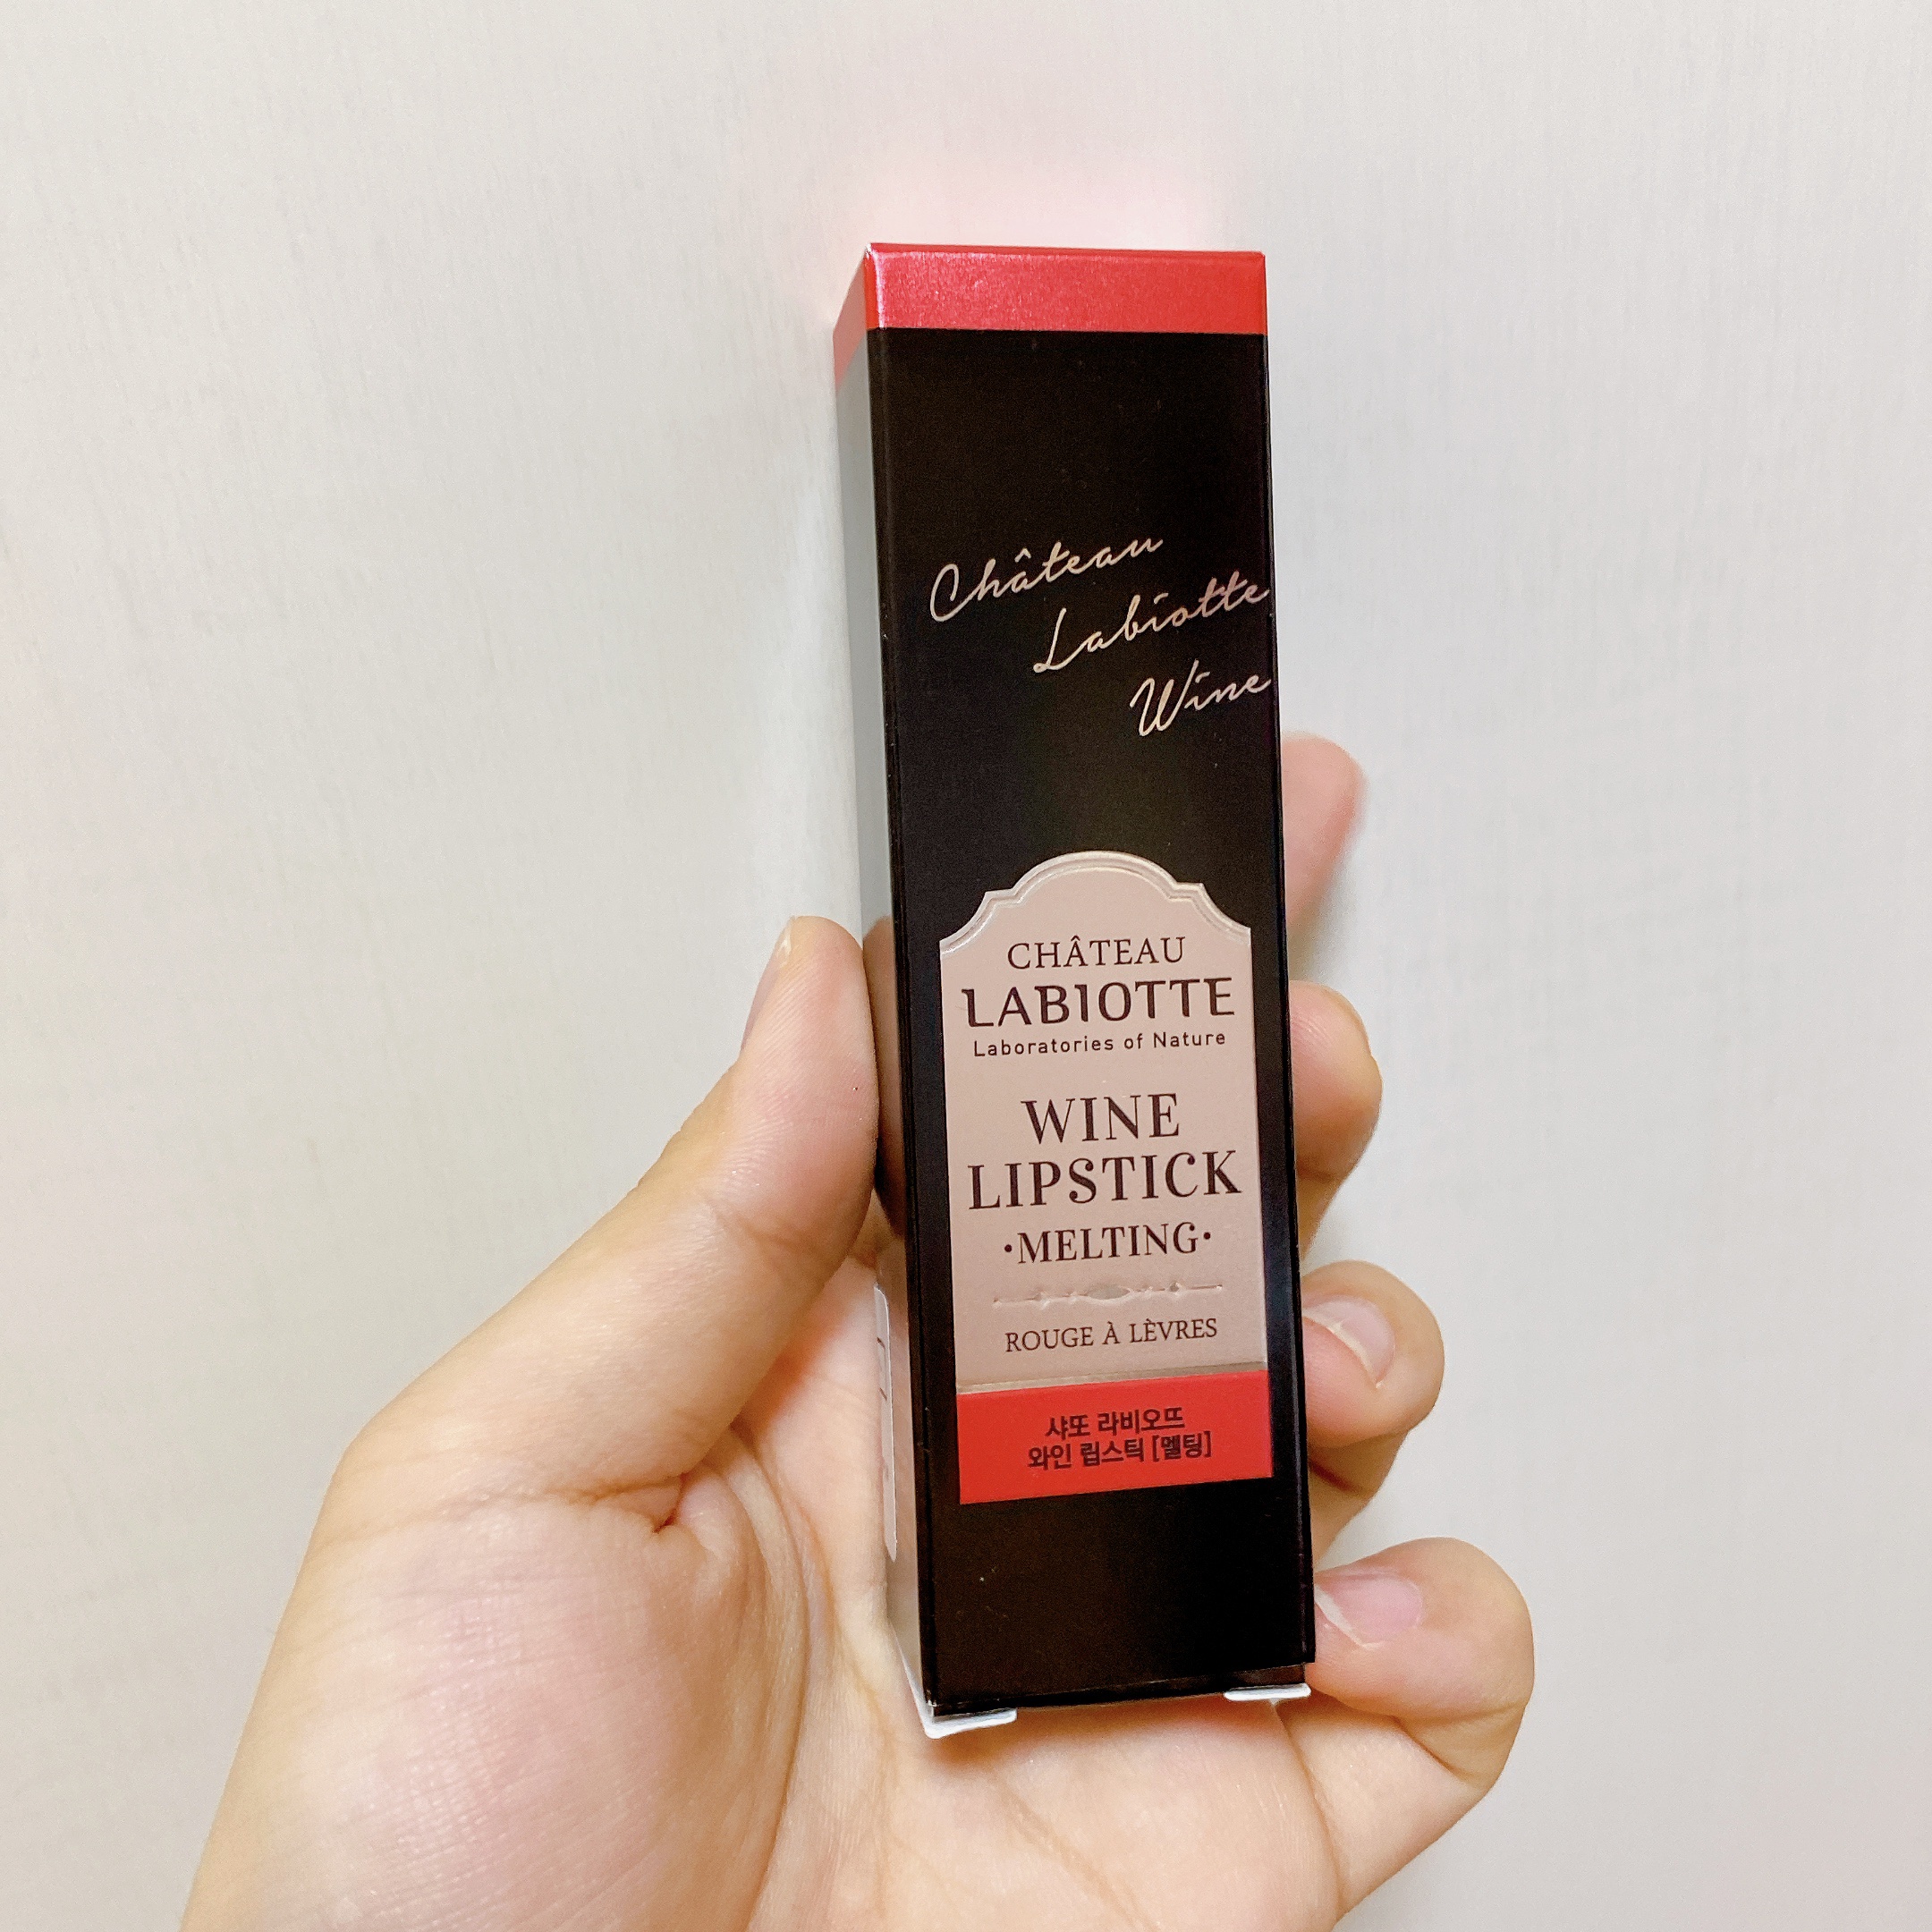 Château
Labiotte
Wine
CHÂTEAU
LABIOTTE
Laboratories of Nature
WINE
LIPSTICK
·MELTING·
ROUGE À LÈVRES
샤또 라비오뜨
와인 립스틱 [멜팅]